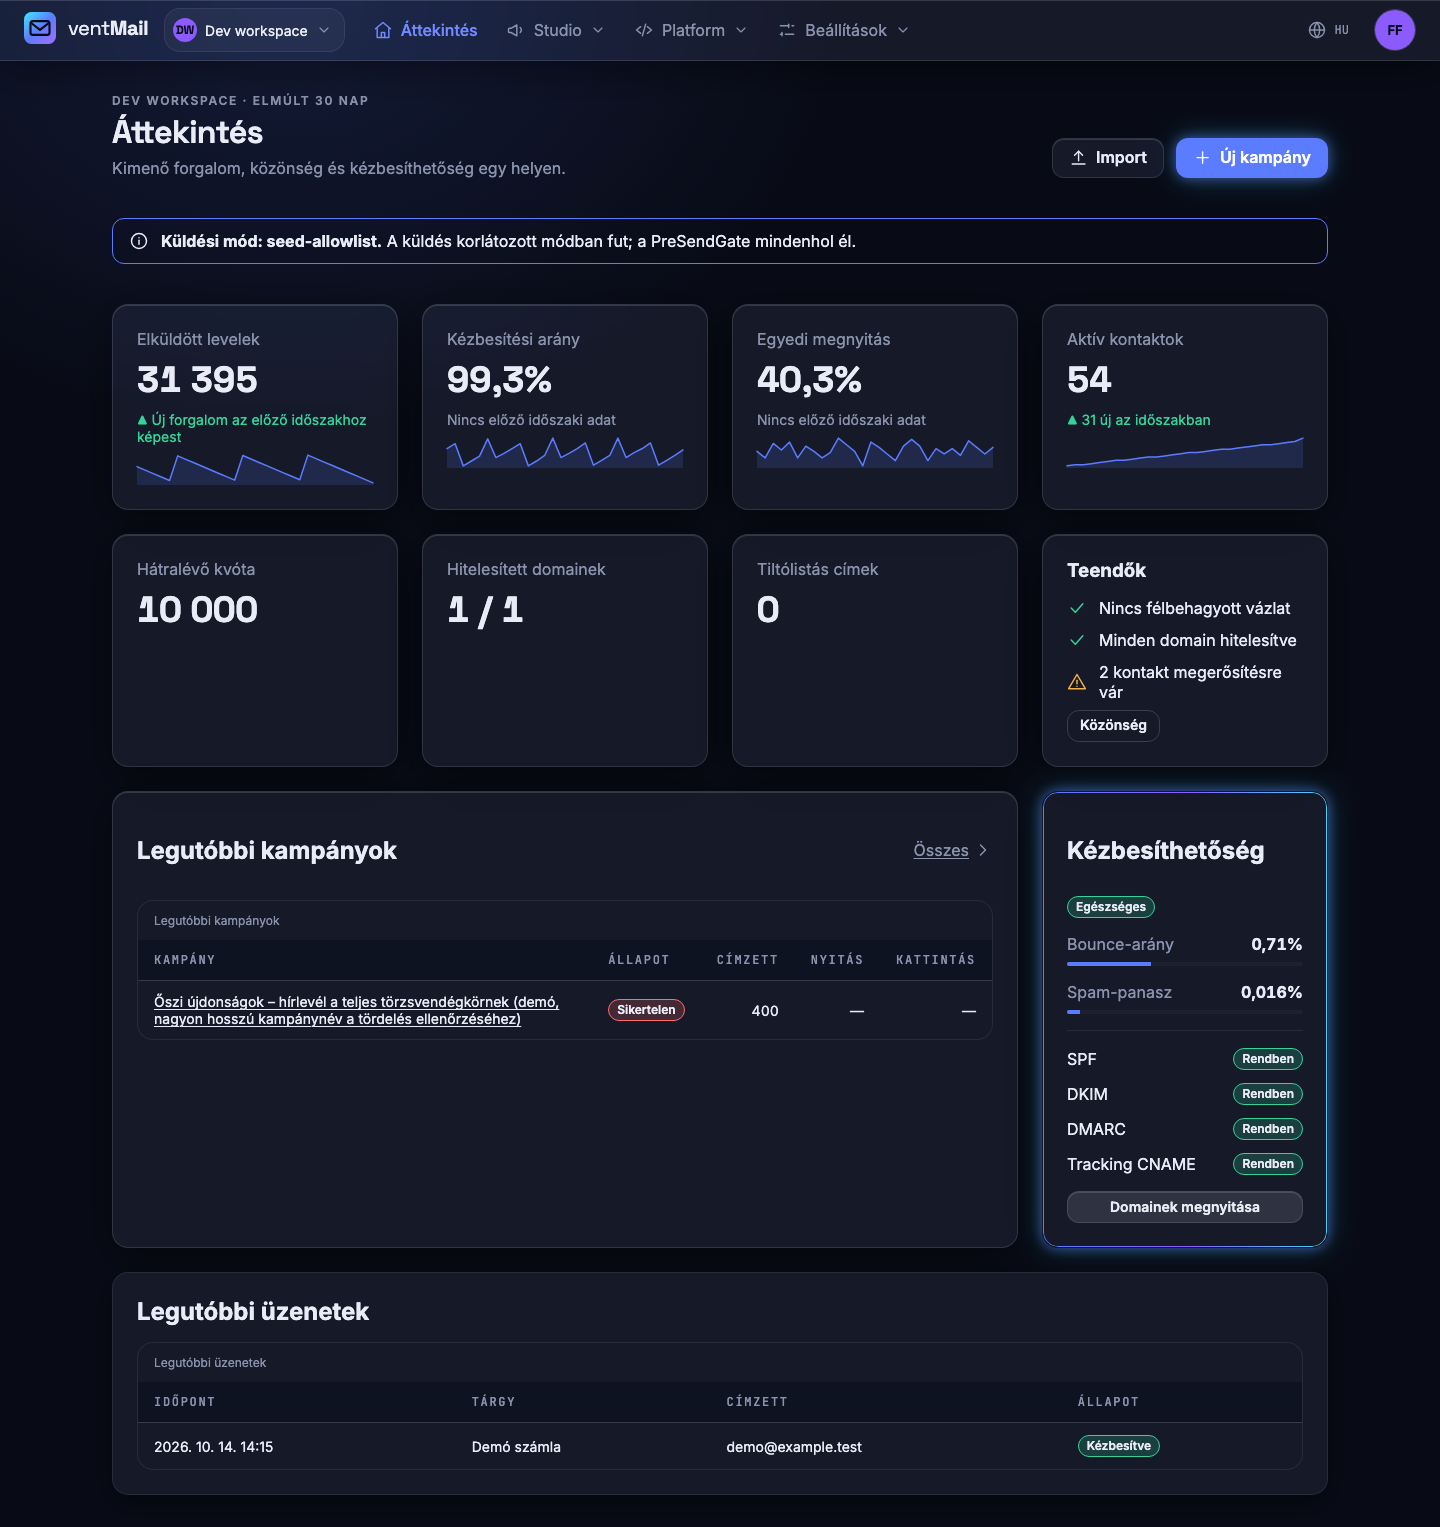 ventMail
DW Dev workspace
Áttekintés
Studio
Platform
Beállítások
HU
FF
DEV WORKSPACE · ELMÚLT 30 NAP
Áttekintés
Kimenő forgalom, közönség és kézbesíthetőség egy helyen.
Import
Új kampány
Küldési mód: seed-allowlist. A küldés korlátozott módban fut; a PreSendGate mindenhol él.
Elküldött levelek
31 395
Új forgalom az előző időszakhoz
képest
Kézbesítési arány
99,3%
Nincs előző időszaki adat
Egyedi megnyitás
40,3%
Nincs előző időszaki adat
Aktív kontaktok
54
31 új az időszakban
Hátralévő kvóta
10 000
Hitelesített domainek
1 / 1
Tiltólistás címek
0
Teendők
Nincs félbehagyott vázlat
Minden domain hitelesítve
2 kontakt megerősítésre
vár
Közönség
Legutóbbi kampányok
Összes
Legutóbbi kampányok
KAMPÁNY ÁLLAPOT CÍMZETT NYITÁS KATTINTÁS
Őszi újdonságok – hírlevél a teljes törzsvendégkörnek (demó,
nagyon hosszú kampánynév a tördelés ellenőrzéséhez)
Sikertelen 400 — —
Kézbesíthetőség
Egészséges
Bounce-arány 0,71%
Spam-panasz 0,016%
SPF Rendben
DKIM Rendben
DMARC Rendben
Tracking CNAME Rendben
Domainek megnyitása
Legutóbbi üzenetek
Legutóbbi üzenetek
IDŐPONT TÁRGY CÍMZETT ÁLLAPOT
2026. 10. 14. 14:15 Demó számla demo@example.test Kézbesítve